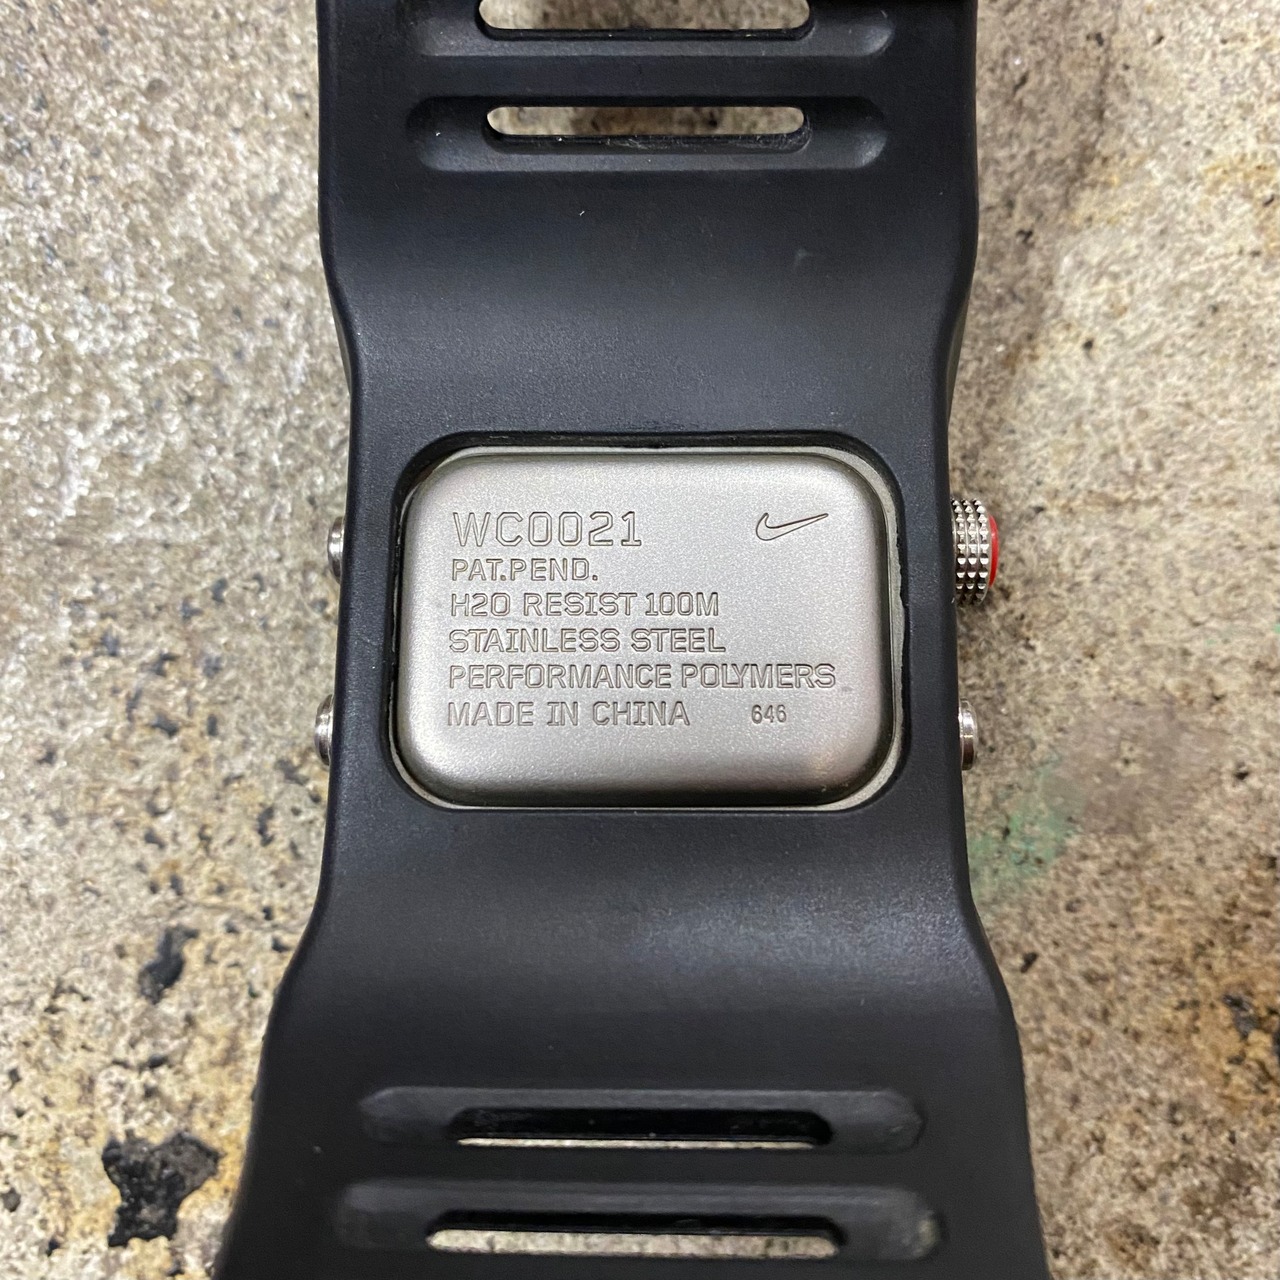 WC0021
PAT.PEND.
H2O RESIST 100M
STAINLESS STEEL
PERFORMANCE POLYMERS
MADE IN CHINA 646